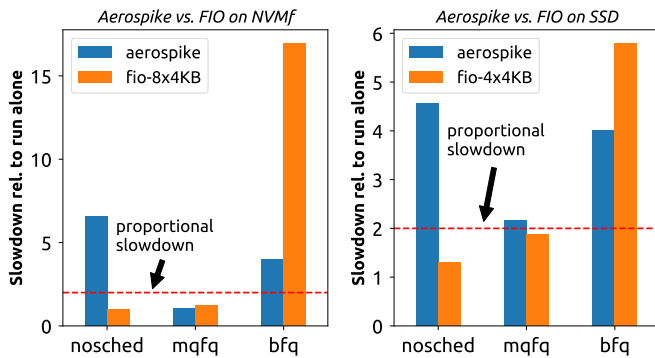 Aerospike vs. FIO on NVMf
Slowdown rel. to run alone
15
10
5
0
aerospike
fio-8x4KB
proportional
slowdown
nosched
mqfq
bfq
Aerospike vs. FIO on SSD
Slowdown rel. to run alone
6
5
4
3
2
1
0
aerospike
fio-4x4KB
proportional
slowdown
nosched
mqfq
bfq